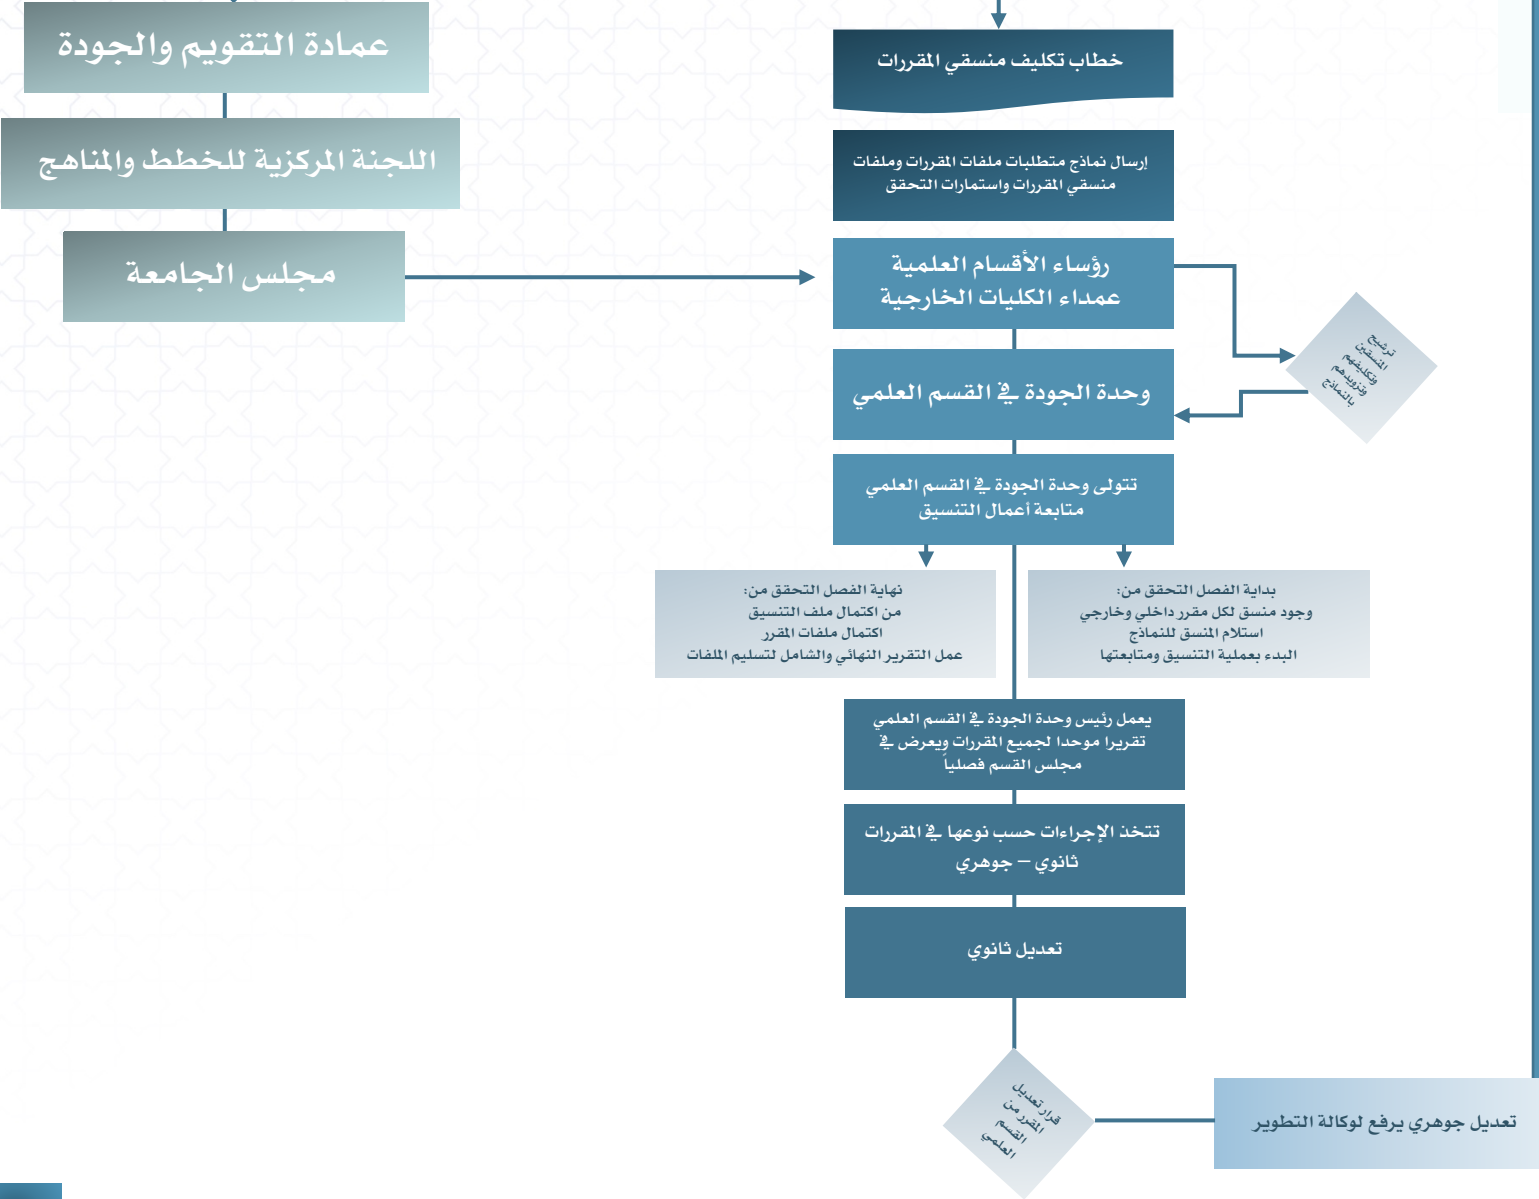 عمادة التقويم والجودة
اللجنة المركزية للخطط والمناهج
مجلس الجامعة
خطاب تكليف منسقي المقررات
إرسال نماذج متطلبات ملفات المقررات وملفات
منسقي المقررات واستمارات التحقق
رؤساء الأقسام العلمية
عمداء الكليات الخارجية
ترشيح
المنسقين
وتكليفهم
وتزويدهم
بالنماذج
وحدة الجودة في القسم العلمي
تتولى وحدة الجودة في القسم العلمي
متابعة أعمال التنسيق
بداية الفصل التحقق من:
وجود منسق لكل مقرر داخلي وخارجي
استلام المنسق للنماذج
البدء بعملية التنسيق ومتابعتها
نهاية الفصل التحقق من:
من اكتمال ملف التنسيق
اكتمال ملفات المقرر
عمل التقرير النهائي والشامل لتسليم الملفات
يعمل رئيس وحدة الجودة في القسم العلمي
تقريرا موحدا لجميع المقررات ويعرض في
مجلس القسم فصلياً
تتخذ الإجراءات حسب نوعها في المقررات
ثانوي – جوهري
تعديل ثانوي
قرار تعديل
المقرر من
القسم
العلمي
تعديل جوهري يرفع لوكالة التطوير